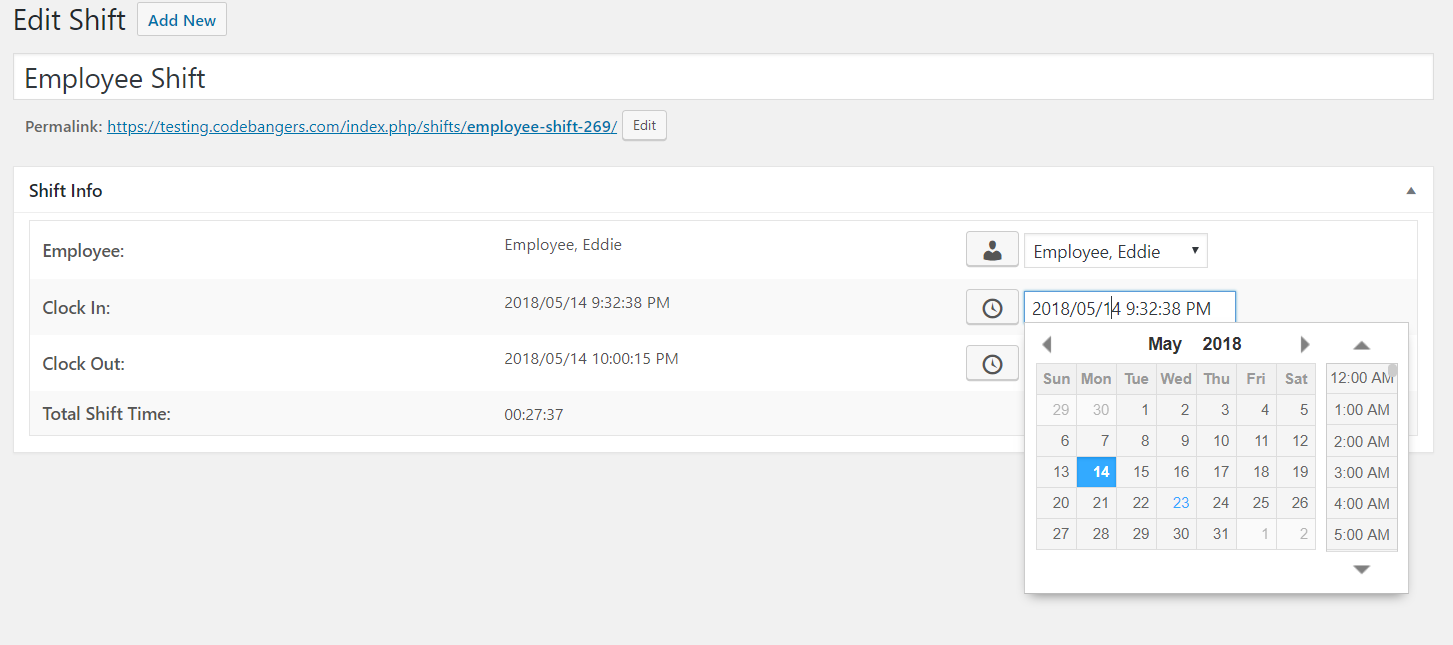 Edit Shift Add New
Employee Shift
Permalink: https://testing.codebangers.com/index.php/shifts/employee-shift-269/ Edit
Shift Info
Employee: Employee, Eddie Employee, Eddie
Clock In: 2018/05/14 9:32:38 PM 2018/05/14 9:32:38 PM
Clock Out: 2018/05/14 10:00:15 PM
Total Shift Time: 00:27:37
May 2018
Sun Mon Tue Wed Thu Fri Sat
29 30 1 2 3 4 5
6 7 8 9 10 11 12
13 14 15 16 17 18 19
20 21 22 23 24 25 26
27 28 29 30 31 1 2
12:00 AM
1:00 AM
2:00 AM
3:00 AM
4:00 AM
5:00 AM